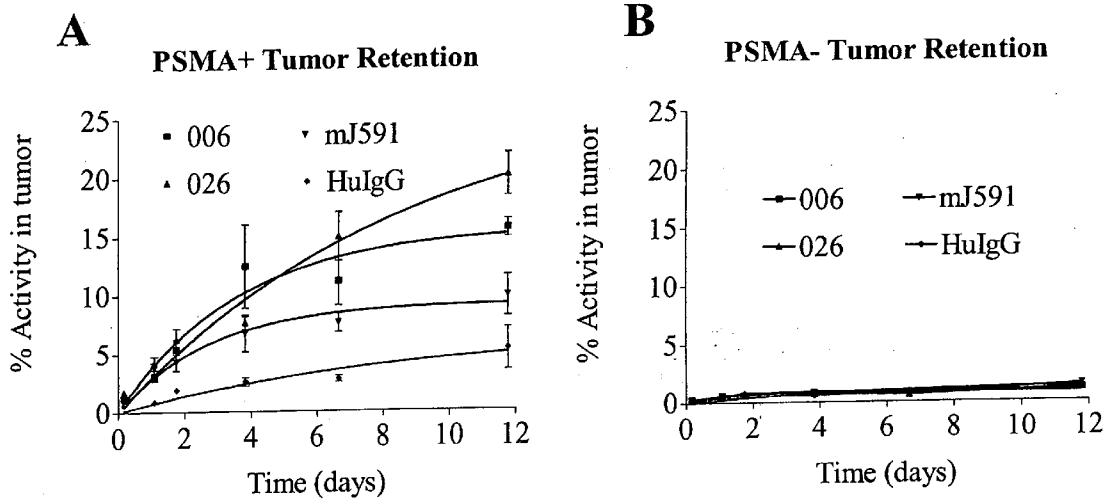 A
PSMA+ Tumor Retention
% Activity in tumor
25
20
15
10
5
0
006
mJ591
026
HuIgG
0
2
4
6
8
10
12
Time (days)
B
PSMA- Tumor Retention
% Activity in tumor
25
20
15
10
5
0
006
mJ591
026
HuIgG
0
2
4
6
8
10
12
Time (days)